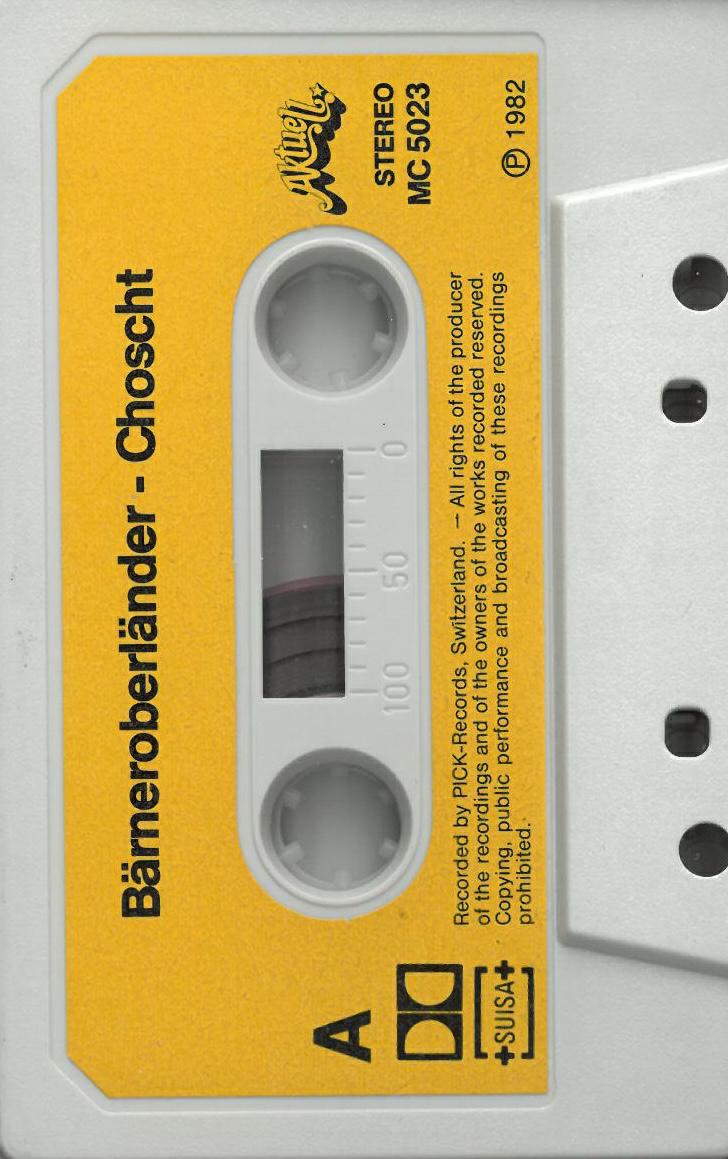 Bärneroberländer - Choscht
Aktuell
STEREO
MC 5023
A
0
50
100
Recorded by PICK-Records, Switzerland. — All rights of the producer
of the recordings and of the owners of the works recorded reserved.
Copying, public performance and broadcasting of these recordings
prohibited.
+SUISA+
Ⓟ 1982